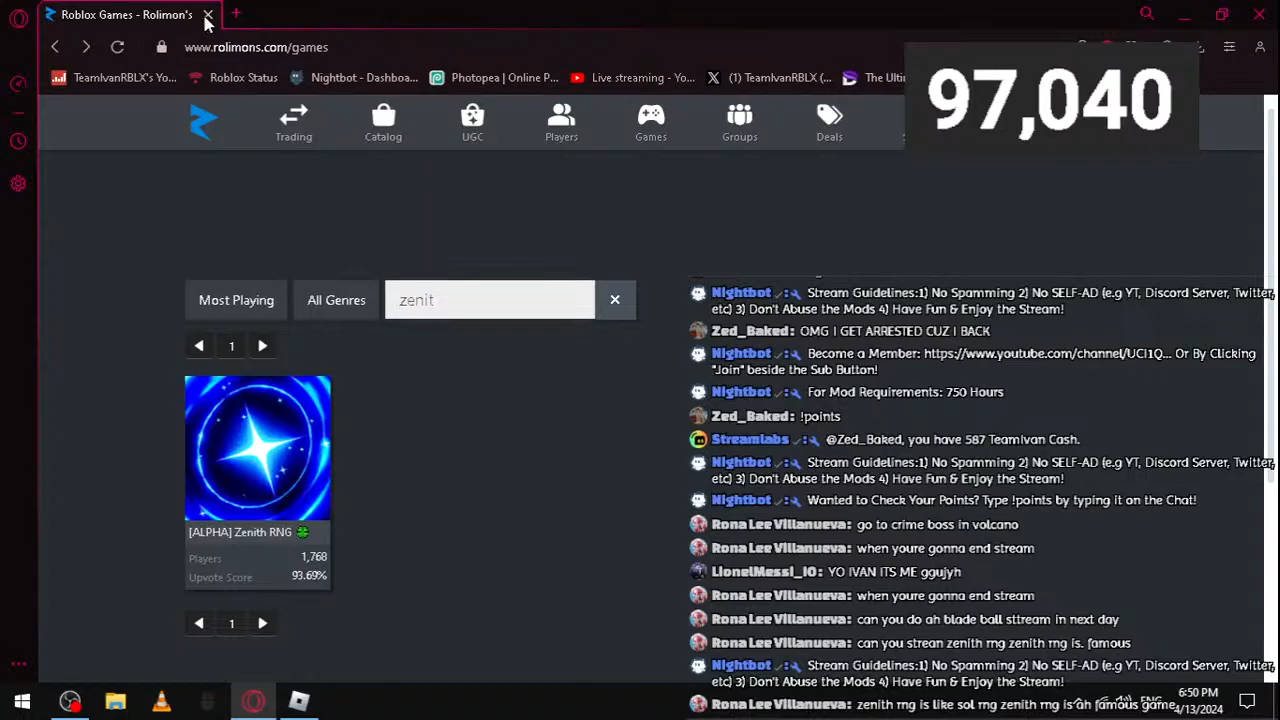 Roblox Games - Rolimon's
www.rolimons.com/games
TeamIvanRBLX's Yo...
Roblox Status
Nightbot - Dashboa...
Photopea | Online P...
Live streaming - Yo...
(1) TeamIvanRBLX (...
The Ulti
97,040
Trading
Catalog
UGC
Players
Games
Groups
Deals
Most Playing
All Genres
zenit
1
[ALPHA] Zenith RNG
Players 1,768
Upvote Score 93.69%
1
Nightbot: Stream Guidelines:1) No Spamming 2) No SELF-AD (e.g YT, Discord Server, Twitter,
etc) 3) Don't Abuse the Mods 4) Have Fun & Enjoy the Stream!
Zed_Baked: OMG I GET ARRESTED CUZ I BACK
Nightbot: Become a Member: https://www.youtube.com/channel/UCI1Q... Or By Clicking
"Join" beside the Sub Button!
Nightbot: For Mod Requirements: 750 Hours
Zed_Baked: !points
Streamlabs: @Zed_Baked, you have 587 TeamIvan Cash.
Nightbot: Stream Guidelines:1) No Spamming 2) No SELF-AD (e.g YT, Discord Server, Twitter,
etc) 3) Don't Abuse the Mods 4) Have Fun & Enjoy the Stream!
Nightbot: Wanted to Check Your Points? Type !points by typing it on the Chat!
Rona Lee Villanueva: go to crime boss in volcano
Rona Lee Villanueva: when youre gonna end stream
LionelMessi_IO: YO IVAN ITS ME ggujyh
Rona Lee Villanueva: when youre gonna end stream
Rona Lee Villanueva: can you do ah blade ball sttream in next day
Rona Lee Villanueva: can you strean zenith rng zenith rng is. famous
Nightbot: Stream Guidelines:1) No Spamming 2) No SELF-AD (e.g YT, Discord Server, Twitter,
etc) 3) Don't Abuse the Mods 4) Have Fun & Enjoy the Stream!
Rona Lee Villanueva: zenith rng is like sol rng zenith rng is ah famous game
ENG
6:50 PM
4/13/2024